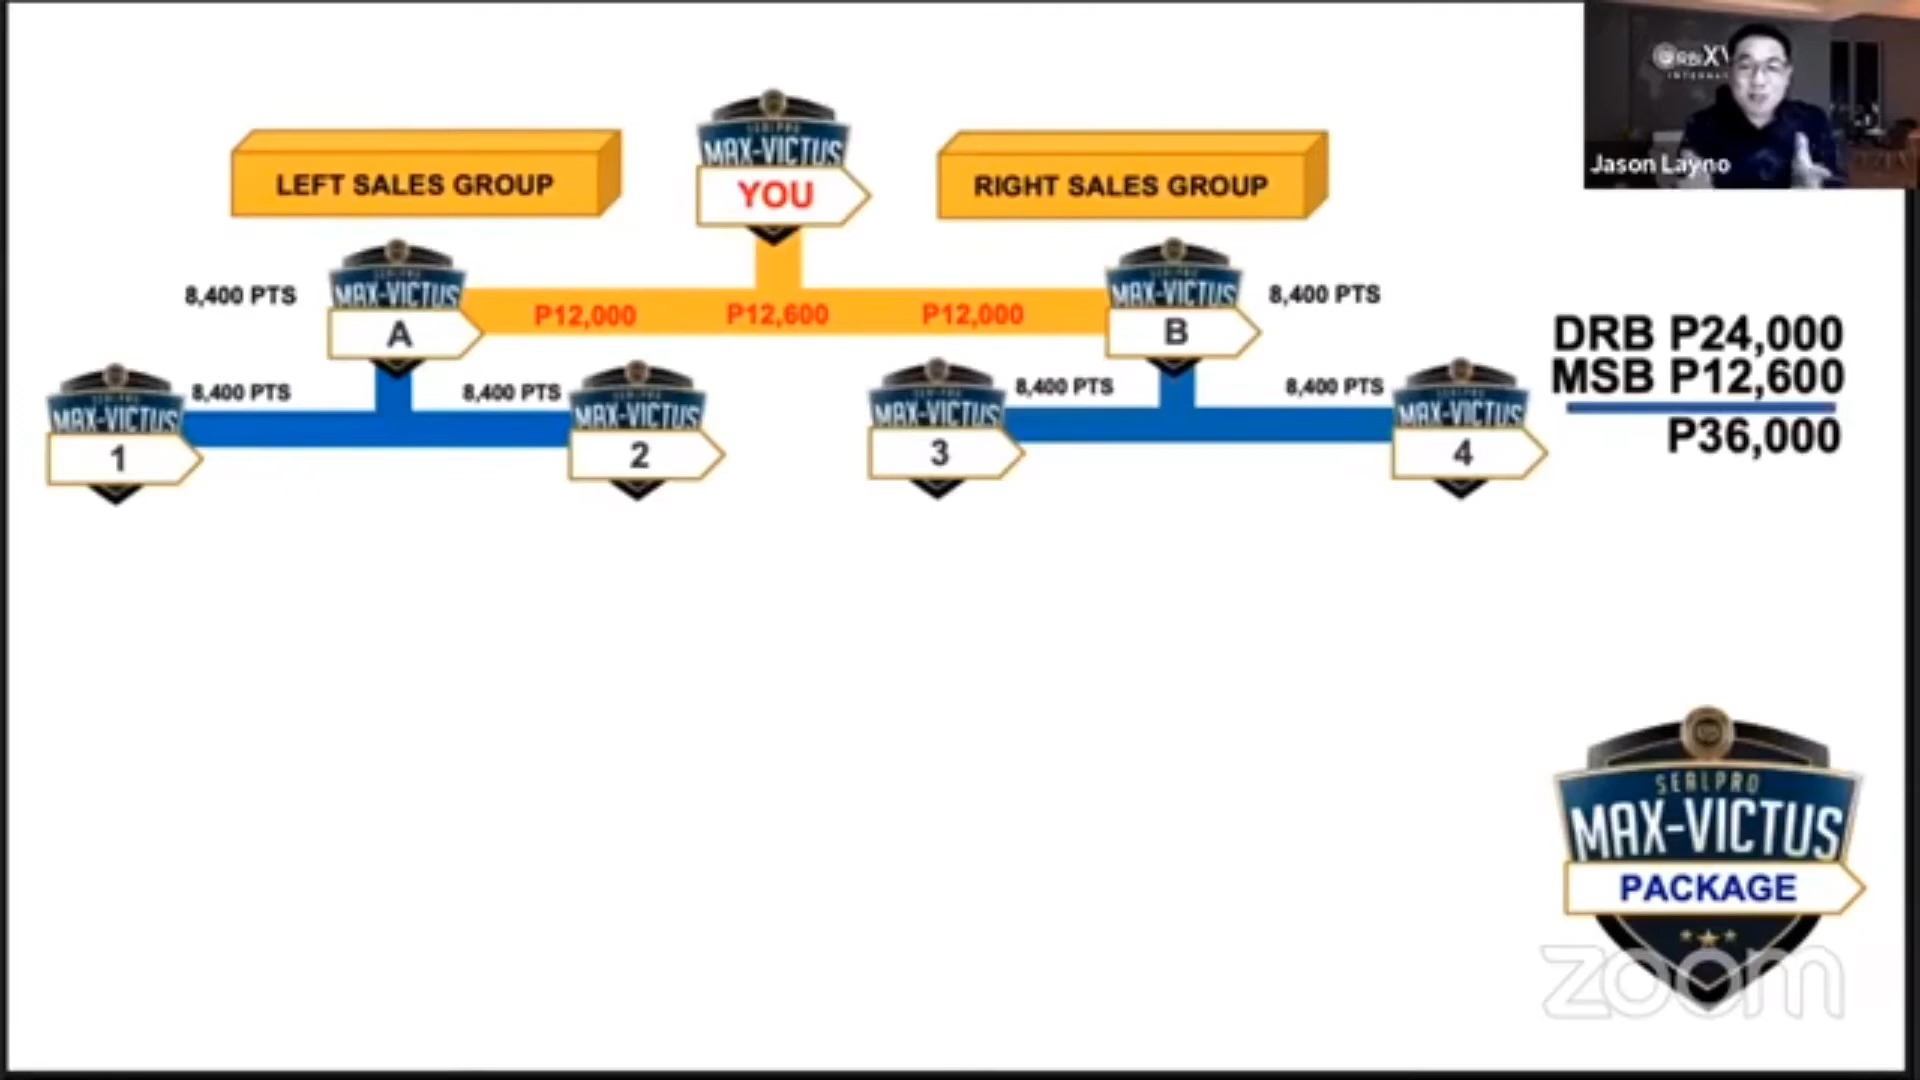 LEFT SALES GROUP
SEALPRO
MAX-VICTUS
YOU
RIGHT SALES GROUP
Jason Layno
8,400 PTS
MAX-VICTUS
A
P12,000
P12,600
P12,000
MAX-VICTUS
B
8,400 PTS
MAX-VICTUS
1
8,400 PTS
8,400 PTS
MAX-VICTUS
2
MAX-VICTUS
3
8,400 PTS
8,400 PTS
MAX-VICTUS
4
DRB P24,000
MSB P12,600
P36,000
SEALPRO
MAX-VICTUS
PACKAGE
zoom